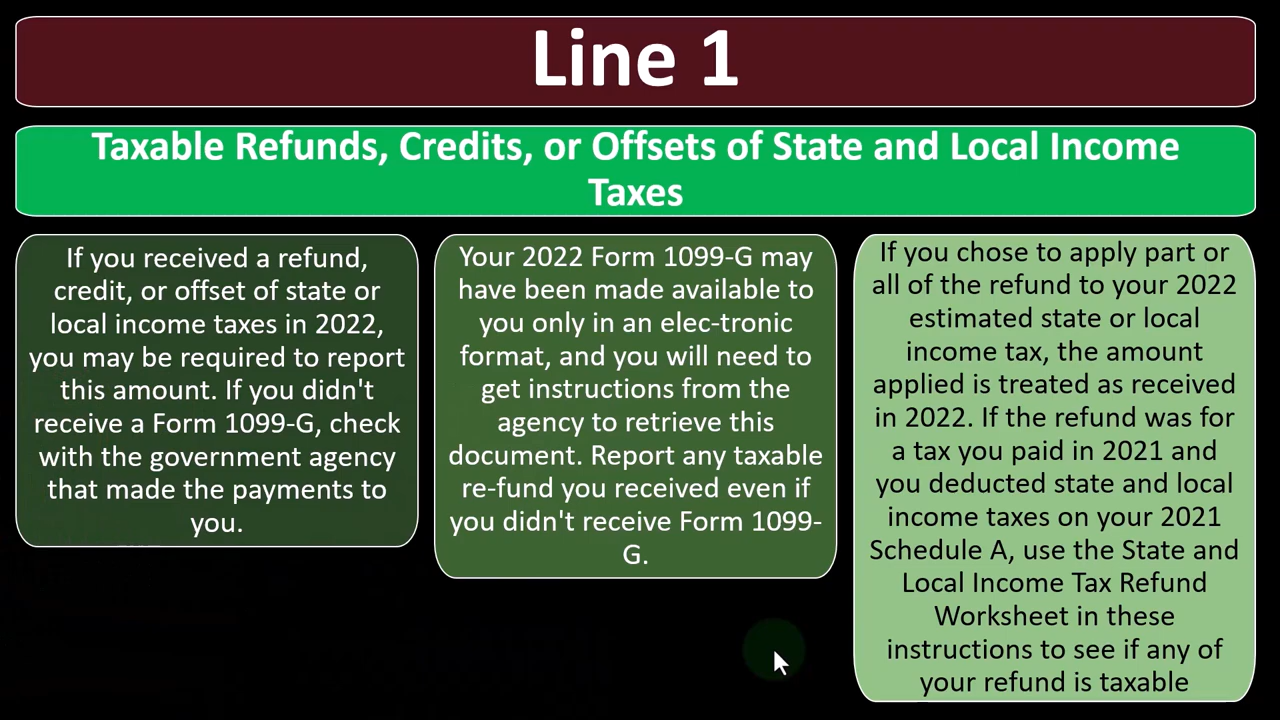 Line 1
Taxable Refunds, Credits, or Offsets of State and Local Income
Taxes
If you received a refund,
credit, or offset of state or
local income taxes in 2022,
you may be required to report
this amount. If you didn't
receive a Form 1099-G, check
with the government agency
that made the payments to
you.
Your 2022 Form 1099-G may
have been made available to
you only in an elec-tronic
format, and you will need to
get instructions from the
agency to retrieve this
document. Report any taxable
re-fund you received even if
you didn't receive Form 1099-
G.
If you chose to apply part or
all of the refund to your 2022
estimated state or local
income tax, the amount
applied is treated as received
in 2022. If the refund was for
a tax you paid in 2021 and
you deducted state and local
income taxes on your 2021
Schedule A, use the State and
Local Income Tax Refund
Worksheet in these
instructions to see if any of
your refund is taxable